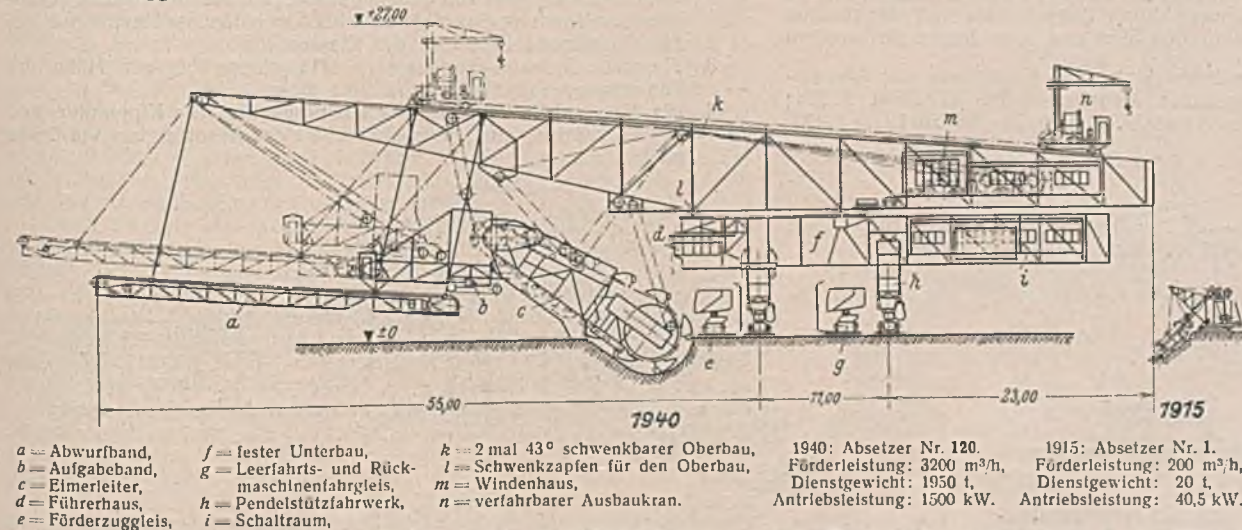 +27,00
k
n
m
l
d
f
h
i
b
c
a
±0
e
g
55,00
11,00
23,00
1940
1915
a = Abwurfband,
b = Aufgabeband,
c = Eimerleiter,
d = Führerhaus,
e = Förderzuggleis,
f = fester Unterbau,
g = Leerfahrts- und Rück-
maschinenfahrgleis,
h = Pendelstützfahrwerk,
i = Schaltraum,
k = 2 mal 43° schwenkbarer Oberbau,
l = Schwenkzapfen für den Oberbau,
m = Windenhaus,
n = verfahrbarer Ausbaukran.
1940: Absetzer Nr. 120.
Förderleistung: 3200 m³/h,
Dienstgewicht: 1950 t,
Antriebsleistung: 1500 kW.
1915: Absetzer Nr. 1.
Förderleistung: 200 m³/h,
Dienstgewicht: 20 t,
Antriebsleistung: 40,5 kW.